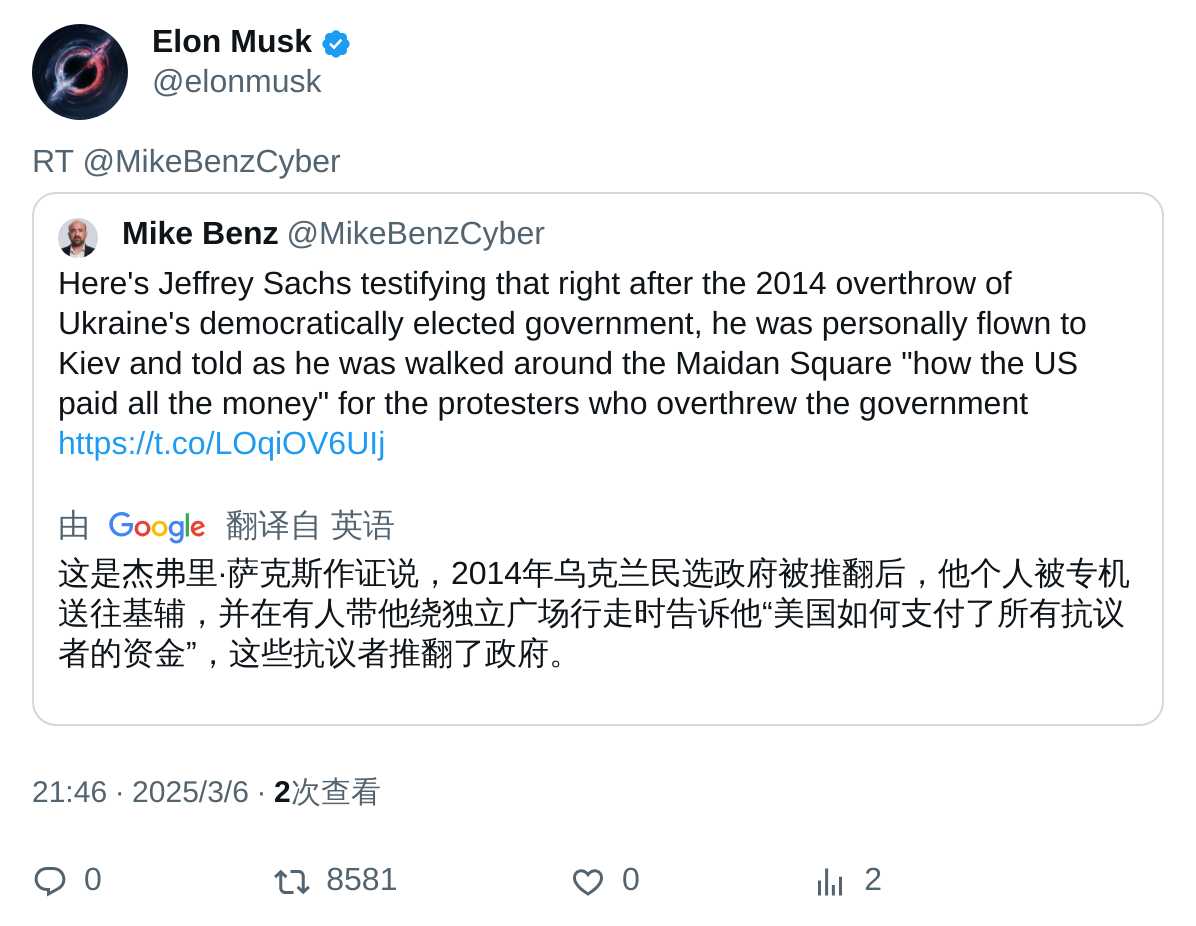 Elon Musk
@elonmusk
RT @MikeBenzCyber
Mike Benz @MikeBenzCyber
Here's Jeffrey Sachs testifying that right after the 2014 overthrow of
Ukraine's democratically elected government, he was personally flown to
Kiev and told as he was walked around the Maidan Square "how the US
paid all the money" for the protesters who overthrew the government
https://t.co/LOqiOV6UIj
由 Google 翻译自 英语
这是杰弗里·萨克斯作证说，2014年乌克兰民选政府被推翻后，他个人被专机
送往基辅，并在有人带他绕独立广场行走时告诉他“美国如何支付了所有抗议
者的资金”，这些抗议者推翻了政府。
21:46 · 2025/3/6 · 2次查看
0 8581 0 2